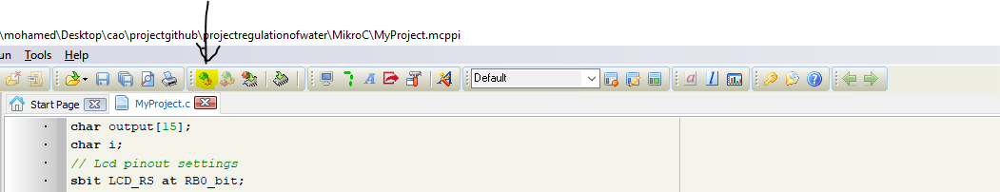 \mohamed\Desktop\cao\projectgithub\projectregulationofwater\MikroC\MyProject.mcppi
un Tools Help
Default
Start Page MyProject.c
char output[15];
char i;
// Lcd pinout settings
sbit LCD_RS at RB0_bit;